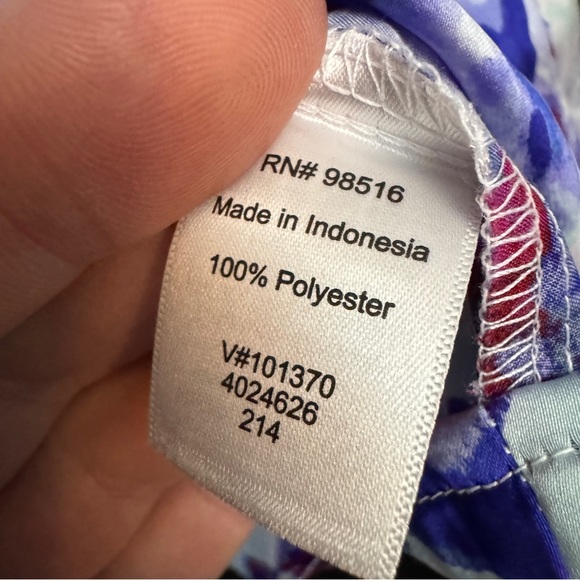 RN# 98516
Made in Indonesia
100% Polyester
V#101370
4024626
214